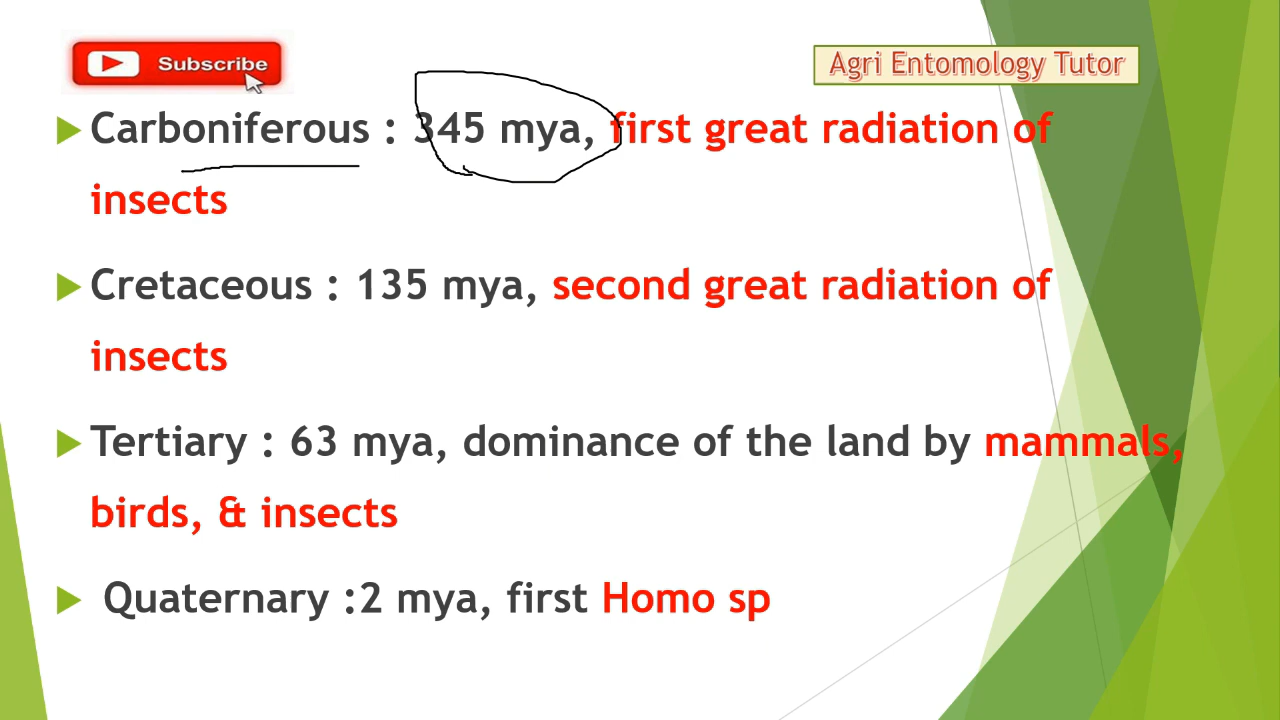 Subscribe
Agri Entomology Tutor
Carboniferous : 345 mya, first great radiation of
insects
Cretaceous : 135 mya, second great radiation of
insects
Tertiary : 63 mya, dominance of the land by mammals,
birds, & insects
Quaternary :2 mya, first Homo sp